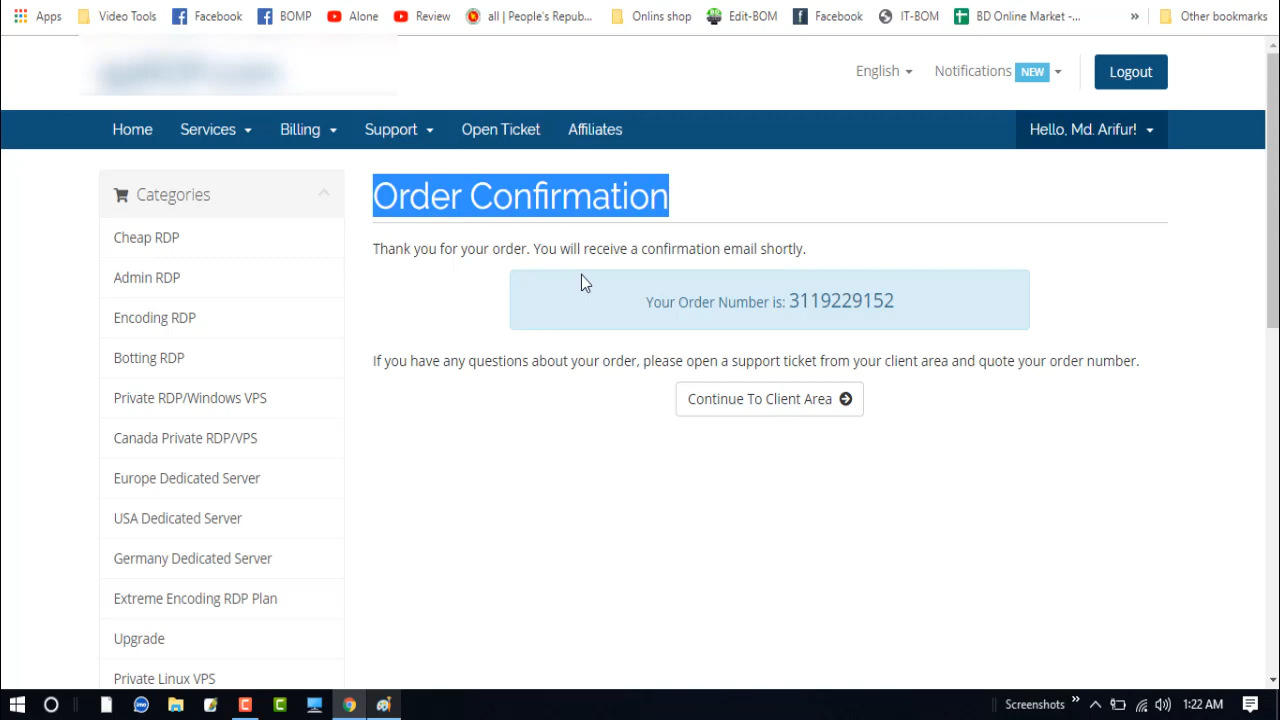 Apps Video Tools Facebook BOMP Alone Review all | People's Repub... Onlins shop Edit-BOM Facebook IT-BOM BD Online Market -... » Other bookmarks
English Notifications NEW Logout
Home Services Billing Support Open Ticket Affiliates Hello, Md. Arifur!
Categories
Cheap RDP
Admin RDP
Encoding RDP
Botting RDP
Private RDP/Windows VPS
Canada Private RDP/VPS
Europe Dedicated Server
USA Dedicated Server
Germany Dedicated Server
Extreme Encoding RDP Plan
Upgrade
Private Linux VPS
Order Confirmation
Thank you for your order. You will receive a confirmation email shortly.
Your Order Number is: 3119229152
If you have any questions about your order, please open a support ticket from your client area and quote your order number.
Continue To Client Area
Screenshots » 1:22 AM